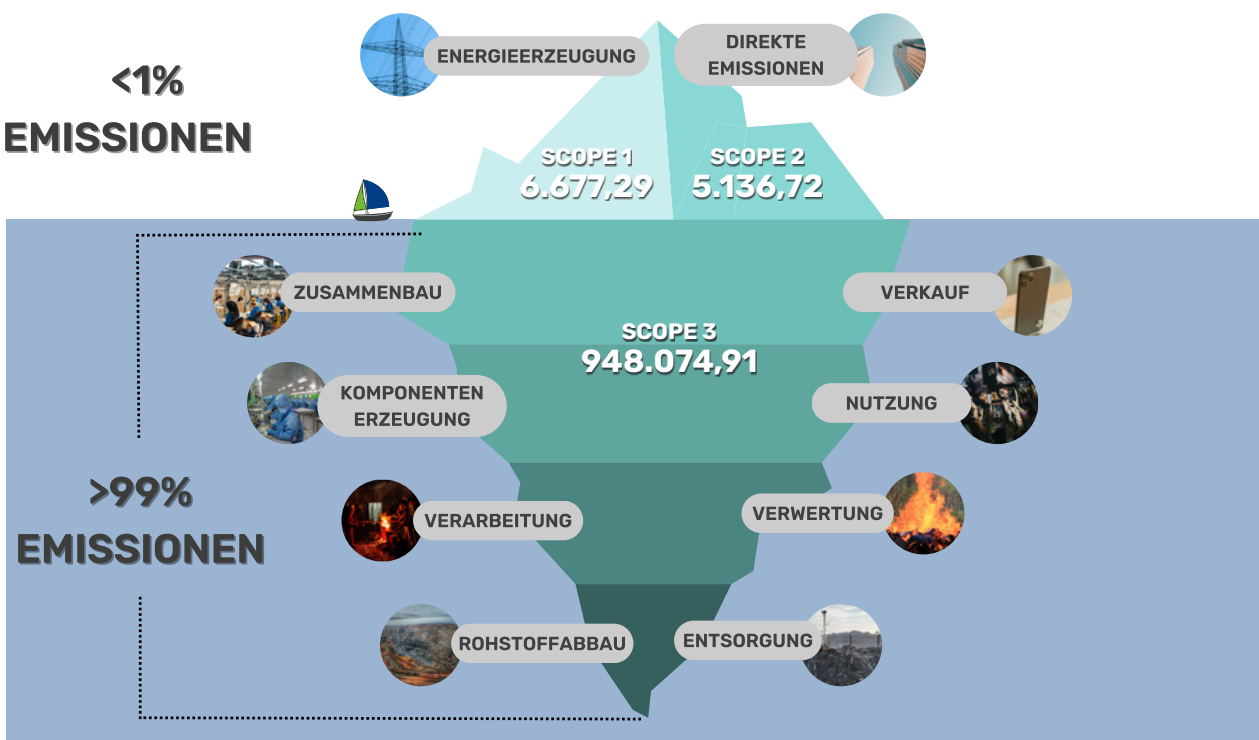 <1%
EMISSIONEN
ENERGIEERZEUGUNG
DIREKTE
EMISSIONEN
SCOPE 1
6.677,29
SCOPE 2
5.136,72
ZUSAMMENBAU
VERKAUF
SCOPE 3
948.074,91
KOMPONENTEN
ERZEUGUNG
NUTZUNG
>99%
EMISSIONEN
VERARBEITUNG
VERWERTUNG
ROHSTOFFABBAU
ENTSORGUNG